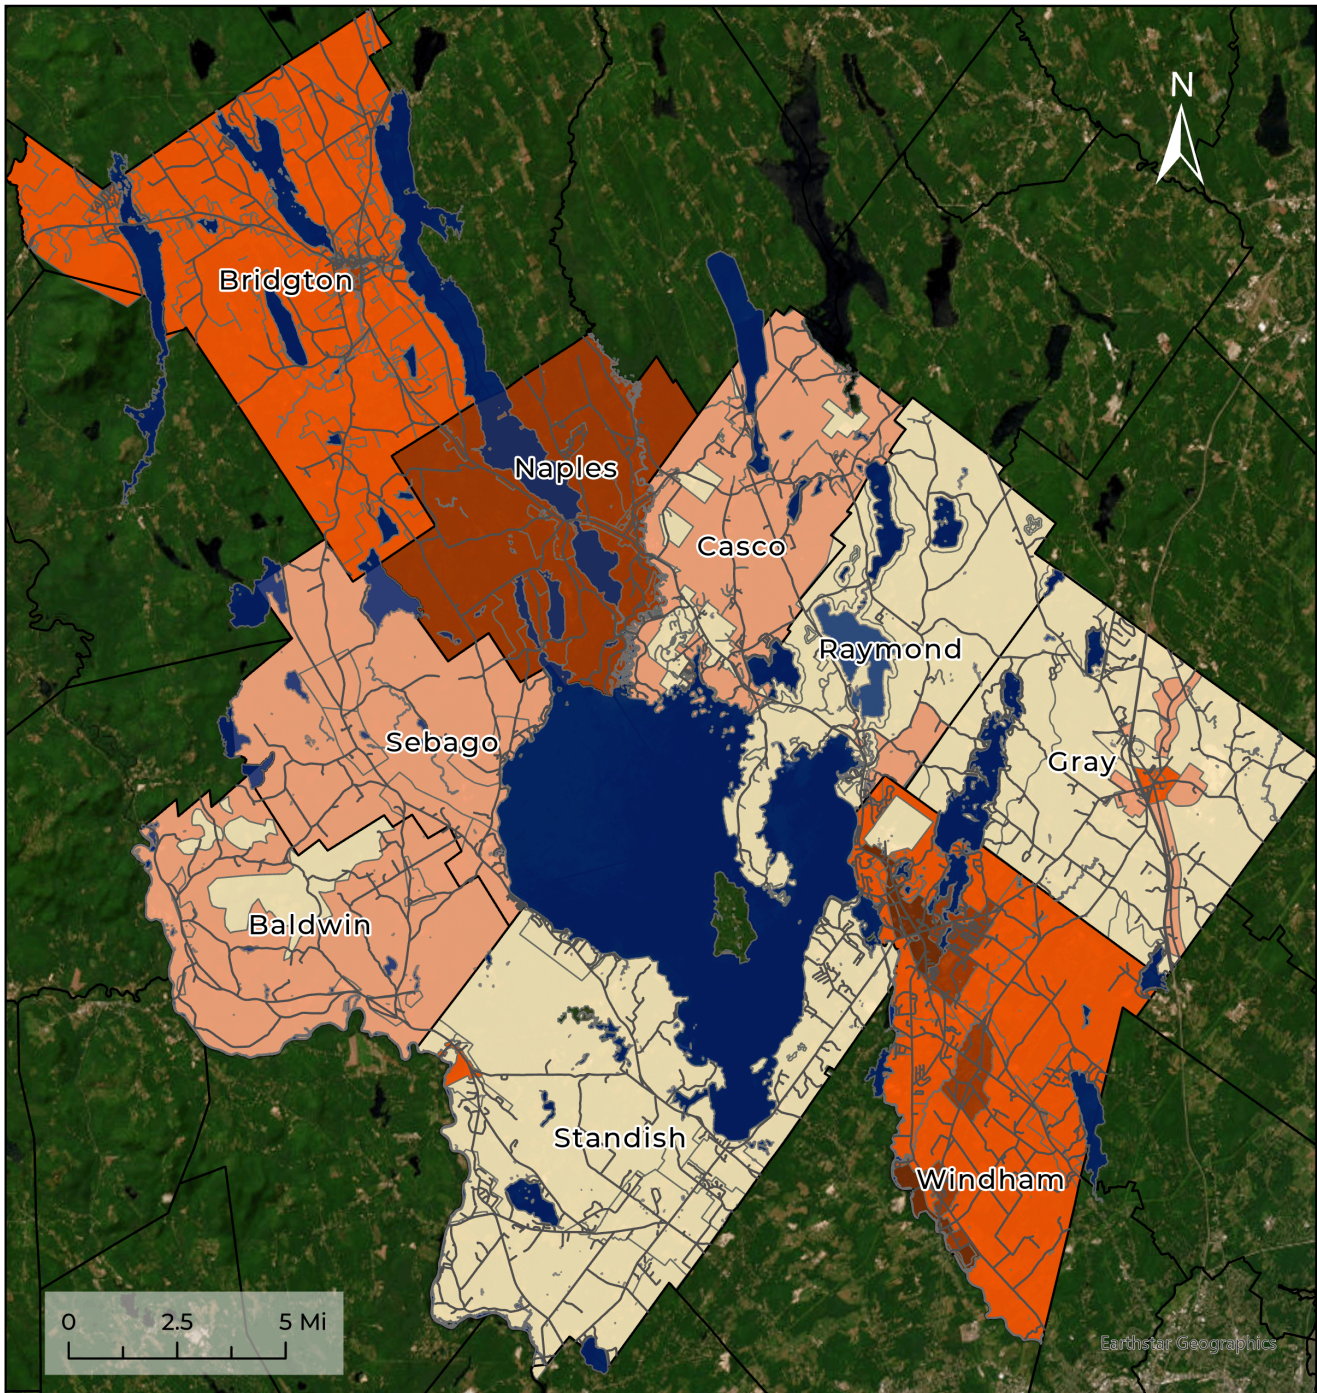 N
Bridgton
Naples
Casco
Raymond
Sebago
Gray
Baldwin
Standish
Windham
0 2.5 5 Mi
Earthstar Geographics